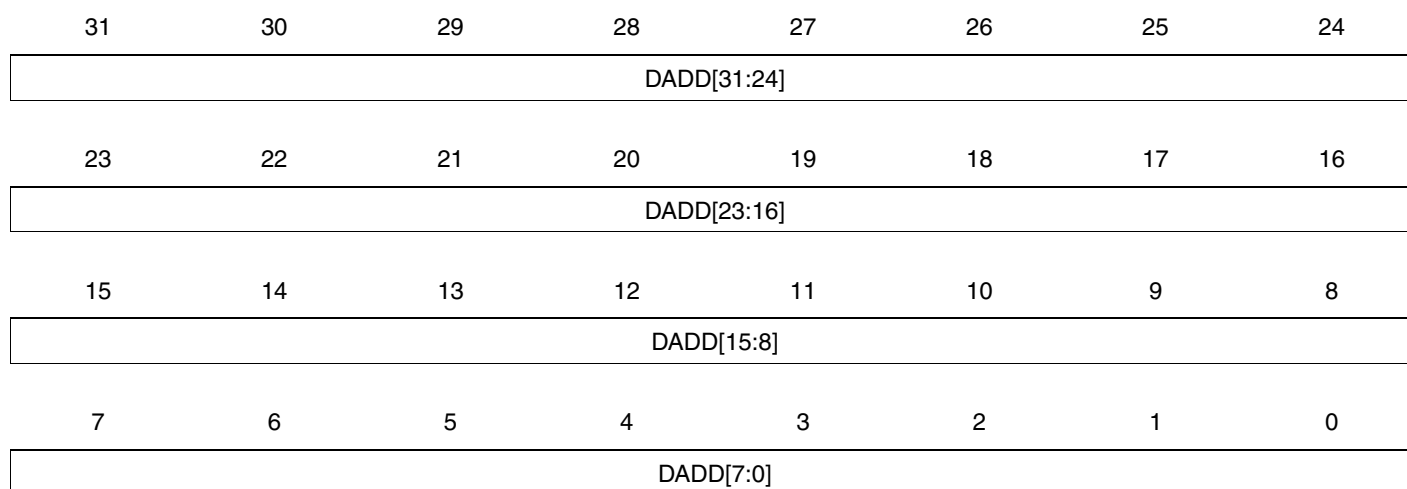 31 30 29 28 27 26 25 24
DADD[31:24]
23 22 21 20 19 18 17 16
DADD[23:16]
15 14 13 12 11 10 9 8
DADD[15:8]
7 6 5 4 3 2 1 0
DADD[7:0]